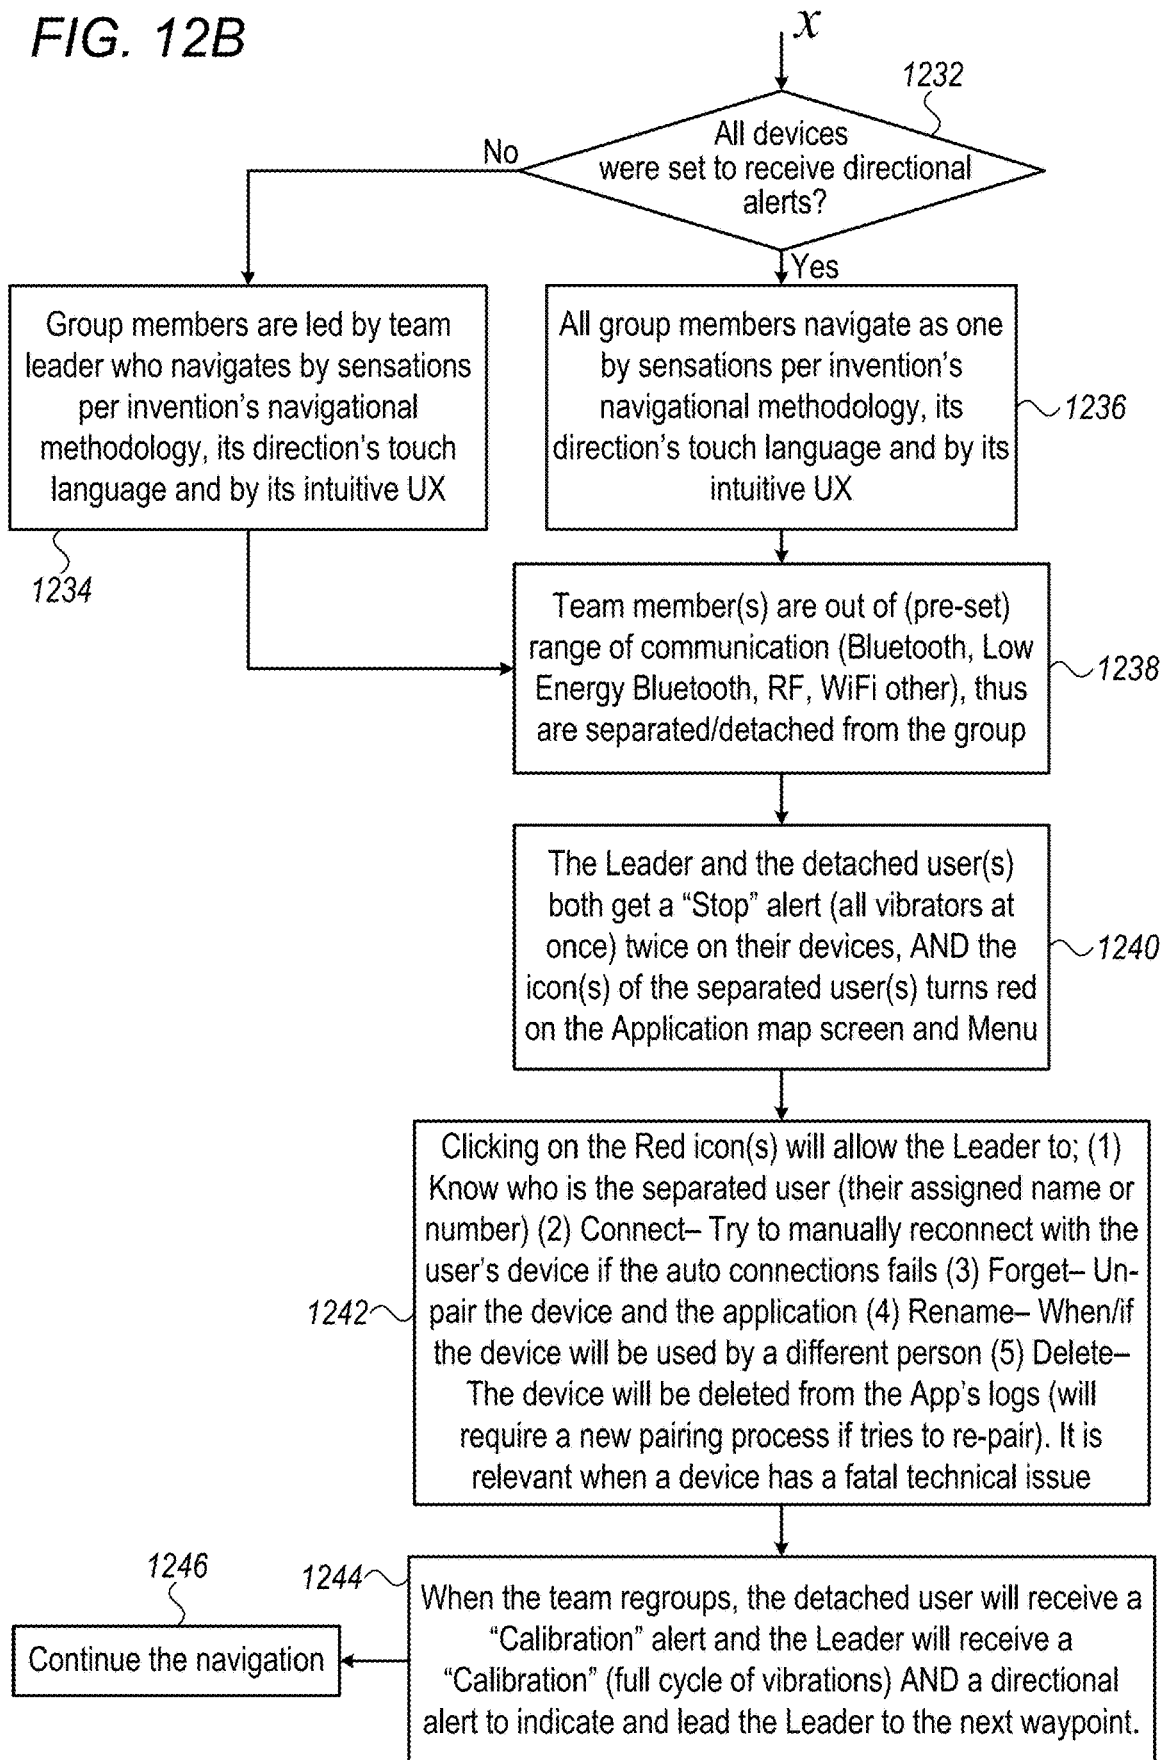 FIG. 12B
x
1232
All devices
were set to receive directional
alerts?
No
Yes
Group members are led by team
leader who navigates by sensations
per invention's navigational
methodology, its direction's touch
language and by its intuitive UX
1234
All group members navigate as one
by sensations per invention's
navigational methodology, its
direction's touch language and by its
intuitive UX
1236
Team member(s) are out of (pre-set)
range of communication (Bluetooth, Low
Energy Bluetooth, RF, WiFi other), thus
are separated/detached from the group
1238
The Leader and the detached user(s)
both get a “Stop” alert (all vibrators at
once) twice on their devices, AND the
icon(s) of the separated user(s) turns red
on the Application map screen and Menu
1240
Clicking on the Red icon(s) will allow the Leader to; (1)
Know who is the separated user (their assigned name or
number) (2) Connect– Try to manually reconnect with the
user's device if the auto connections fails (3) Forget– Un-
pair the device and the application (4) Rename– When/if
the device will be used by a different person (5) Delete–
The device will be deleted from the App's logs (will
require a new pairing process if tries to re-pair). It is
relevant when a device has a fatal technical issue
1242
1244
When the team regroups, the detached user will receive a
“Calibration” alert and the Leader will receive a
“Calibration” (full cycle of vibrations) AND a directional
alert to indicate and lead the Leader to the next waypoint.
1246
Continue the navigation